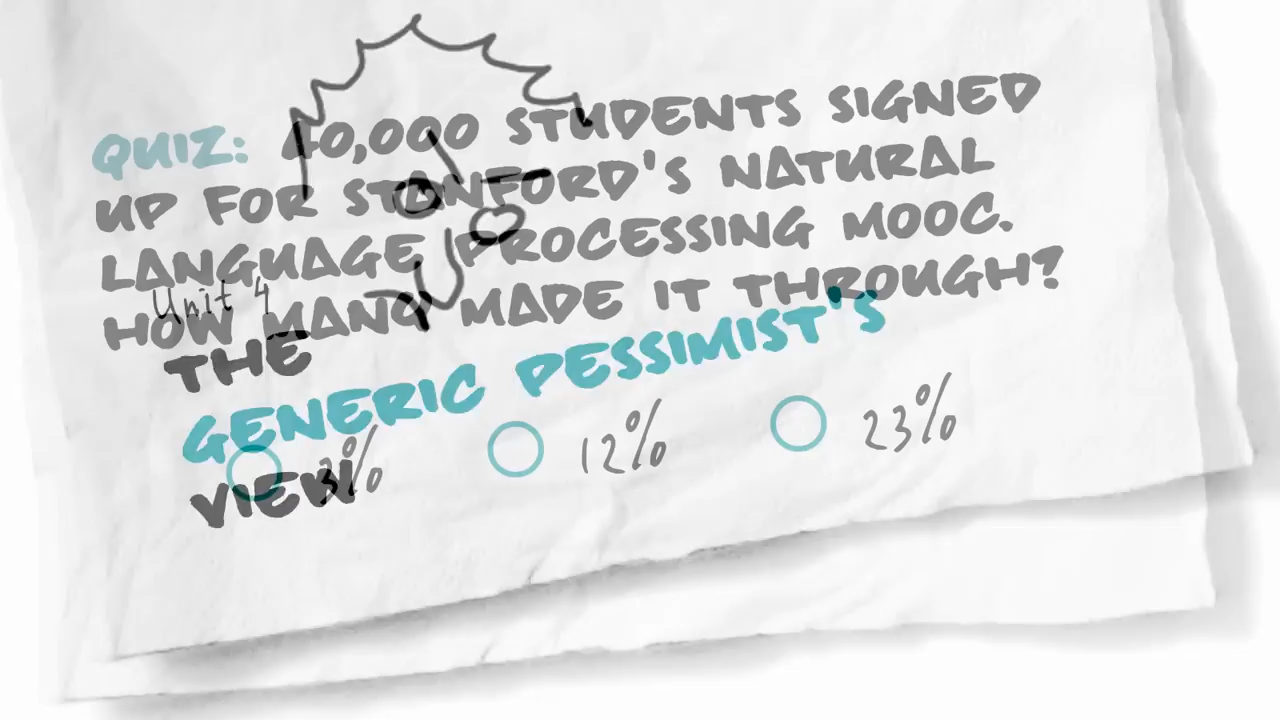 QUIZ: 40,000 STUDENTS SIGNED
UP FOR STANFORD'S NATURAL
LANGUAGE PROCESSING MOOC.
HOW MANY MADE IT THROUGH?
3% 12% 23%
Unit 4
THE
GENERIC PESSIMIST'S
VIEW